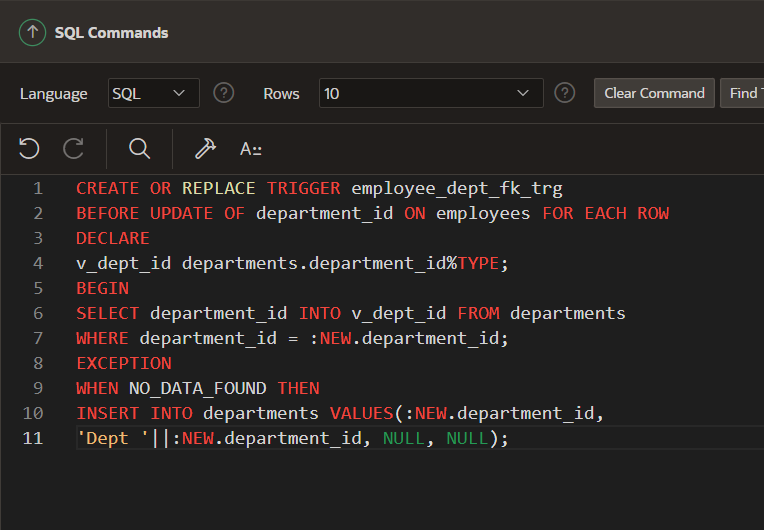 SQL Commands
Language SQL Rows 10 Clear Command Find
A::
1 CREATE OR REPLACE TRIGGER employee_dept_fk_trg
2 BEFORE UPDATE OF department_id ON employees FOR EACH ROW
3 DECLARE
4 v_dept_id departments.department_id%TYPE;
5 BEGIN
6 SELECT department_id INTO v_dept_id FROM departments
7 WHERE department_id = :NEW.department_id;
8 EXCEPTION
9 WHEN NO_DATA_FOUND THEN
10 INSERT INTO departments VALUES(:NEW.department_id,
11 'Dept '||:NEW.department_id, NULL, NULL);